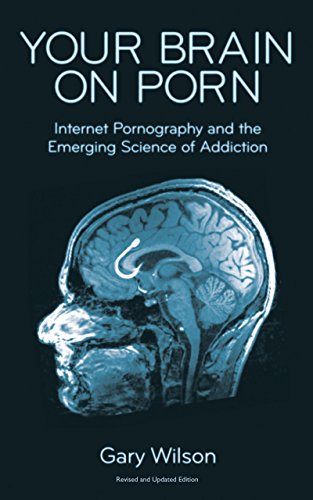 YOUR BRAIN
ON PORN
Internet Pornography and the
Emerging Science of Addiction
Gary Wilson
Revised and Updated Edition